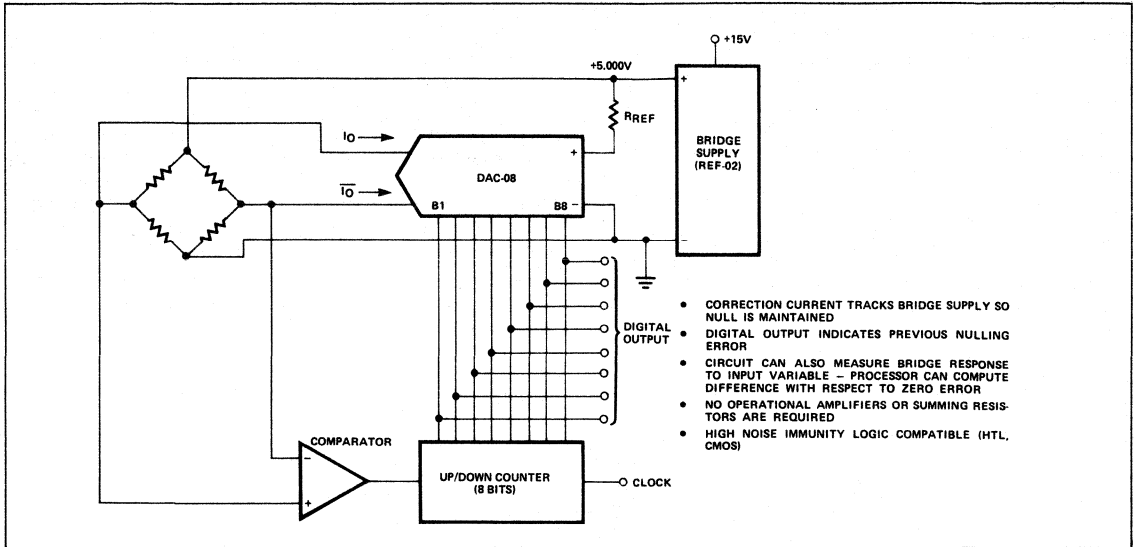 +15V
+5.000V
+
RREF
BRIDGE
SUPPLY
(REF-02)
IO
+
DAC-08
IO
B1
B8
−
−
DIGITAL
OUTPUT
• CORRECTION CURRENT TRACKS BRIDGE SUPPLY SO
NULL IS MAINTAINED
• DIGITAL OUTPUT INDICATES PREVIOUS NULLING
ERROR
• CIRCUIT CAN ALSO MEASURE BRIDGE RESPONSE
TO INPUT VARIABLE – PROCESSOR CAN COMPUTE
DIFFERENCE WITH RESPECT TO ZERO ERROR
• NO OPERATIONAL AMPLIFIERS OR SUMMING RESIS-
TORS ARE REQUIRED
• HIGH NOISE IMMUNITY LOGIC COMPATIBLE (HTL,
CMOS)
COMPARATOR
−
+
UP/DOWN COUNTER
(8 BITS)
CLOCK